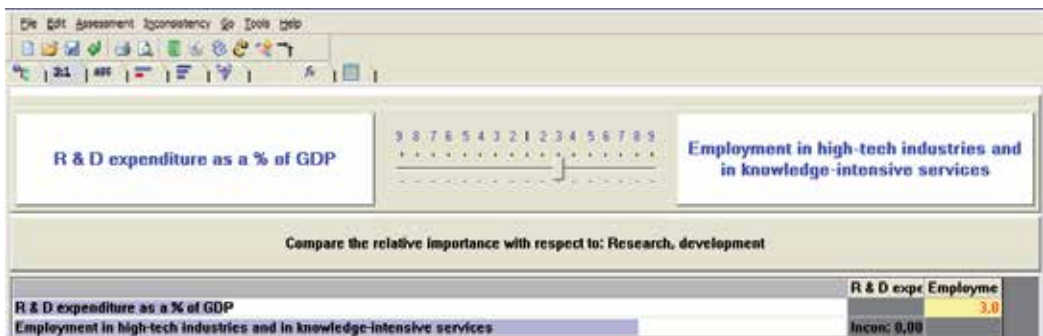 File Edit Assessment Inconsistency Go Tools Help
3:1 ABC
9 8 7 6 5 4 3 2 1 2 3 4 5 6 7 8 9
R & D expenditure as a % of GDP
Employment in high-tech industries and
in knowledge-intensive services
Compare the relative importance with respect to: Research, development
R & D expe Employme
R & D expenditure as a % of GDP 3,0
Employment in high-tech industries and in knowledge-intensive services Incon: 0,00